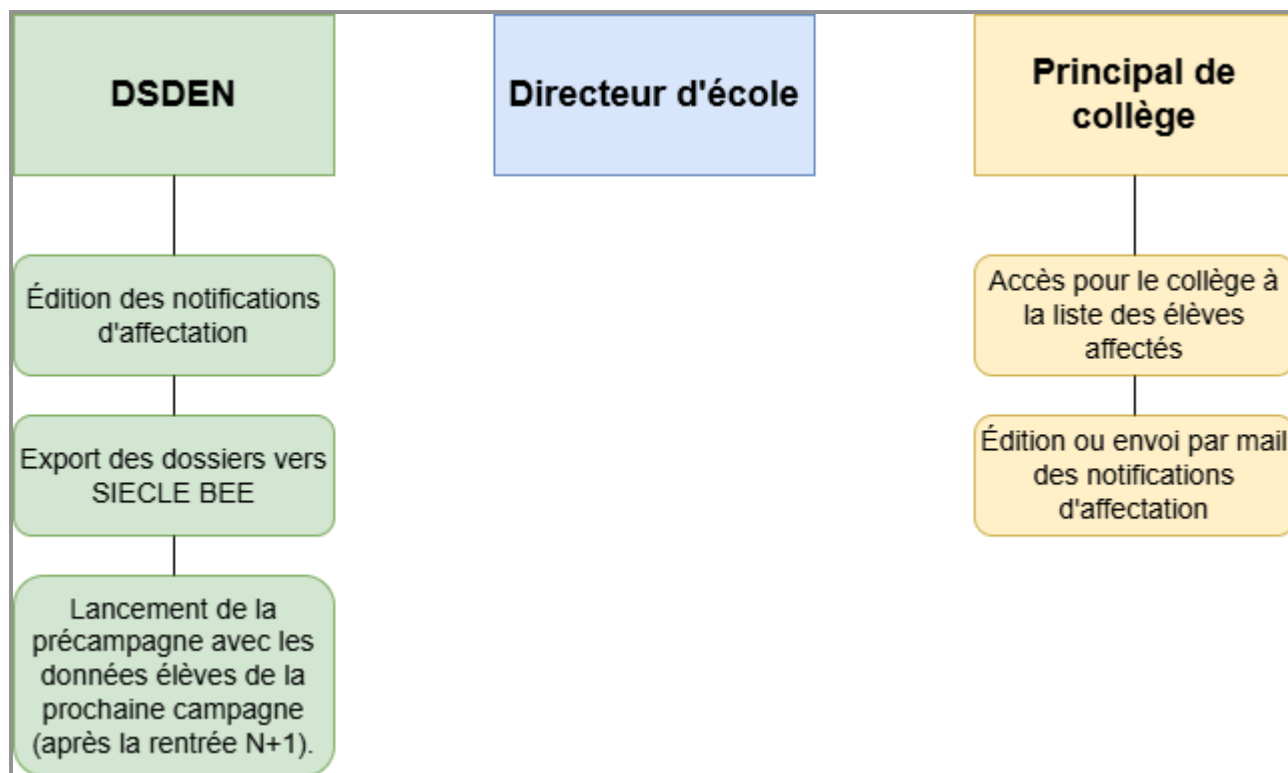 DSDEN
Directeur d'école
Principal de
collège
Édition des notifications
d'affectation
Export des dossiers vers
SIECLE BEE
Lancement de la
précampagne avec les
données élèves de la
prochaine campagne
(après la rentrée N+1).
Accès pour le collège à
la liste des élèves
affectés
Édition ou envoi par mail
des notifications
d'affectation